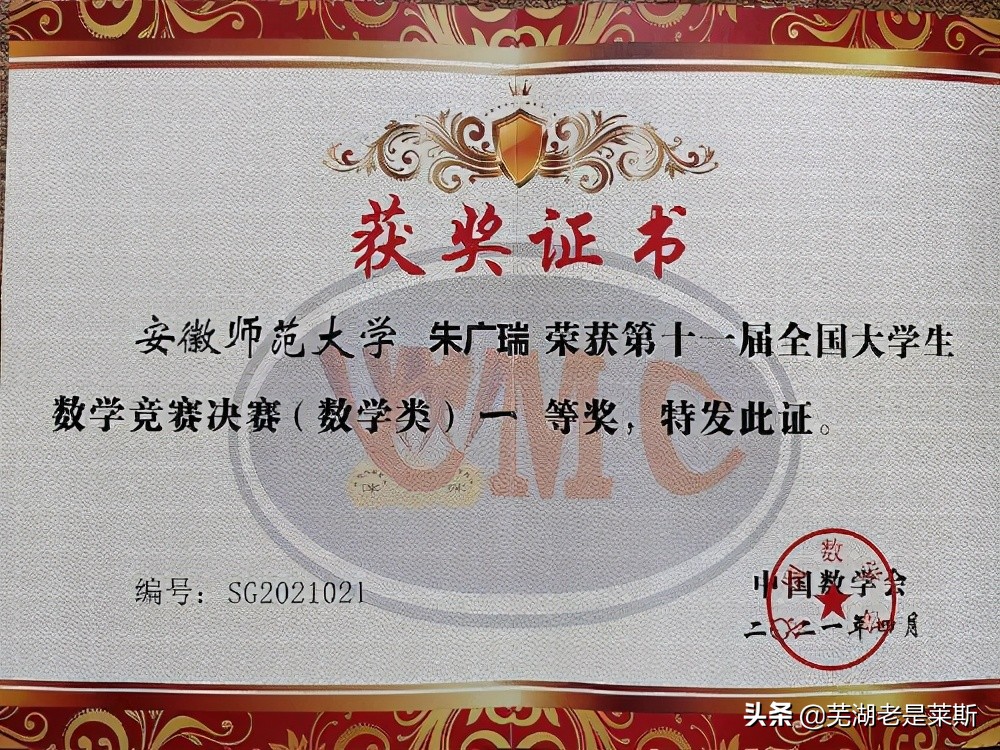 获奖证书
安徽师范大学 朱广瑞 荣获第十一届全国大学生
数学竞赛决赛（数学类）一 等奖，特发此证。
CMC
编号：SG2021021
中国数学会
二〇二一年四月
头条 @芜湖老是莱斯